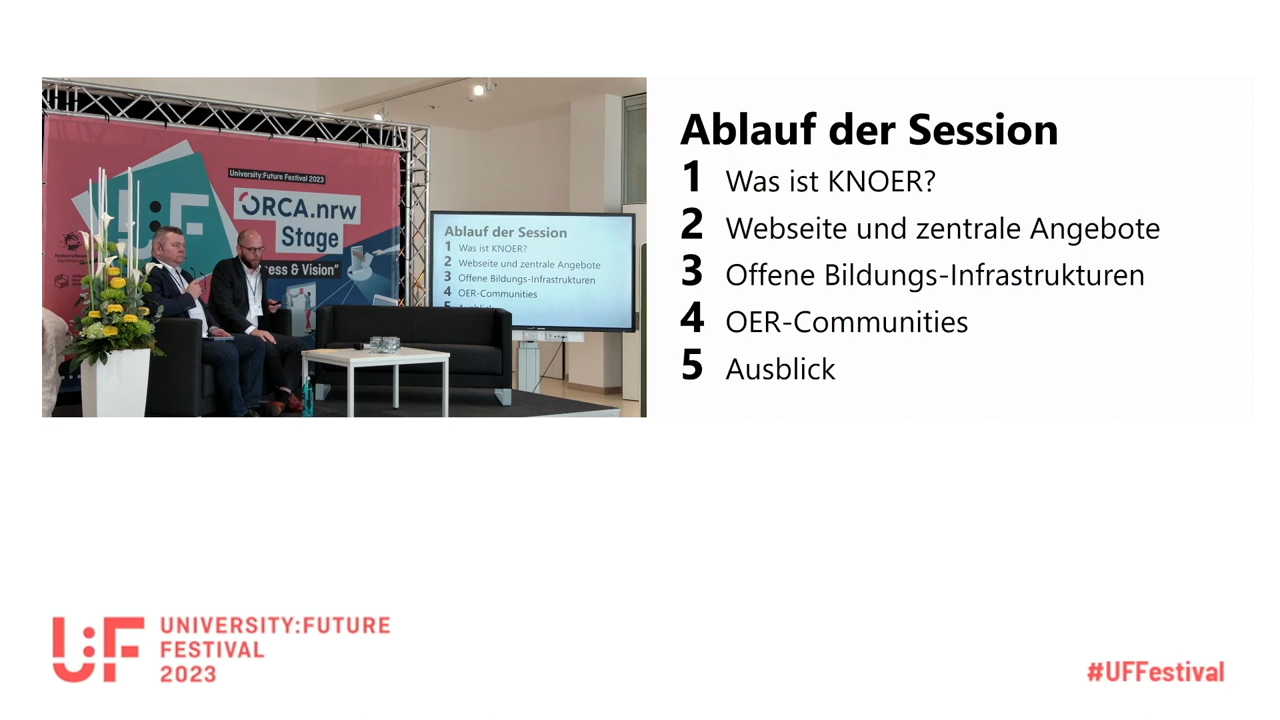 University:Future Festival 2023
ORCA.nrw
Stage
ess & Vision"
Ablauf der Session
1 Was ist KNOER?
2 Webseite und zentrale Angebote
3 Offene Bildungs-Infrastrukturen
4 OER-Communities
Ablauf der Session
1 Was ist KNOER?
2 Webseite und zentrale Angebote
3 Offene Bildungs-Infrastrukturen
4 OER-Communities
5 Ausblick
U:F UNIVERSITY:FUTURE
FESTIVAL
2023
#UFFestival